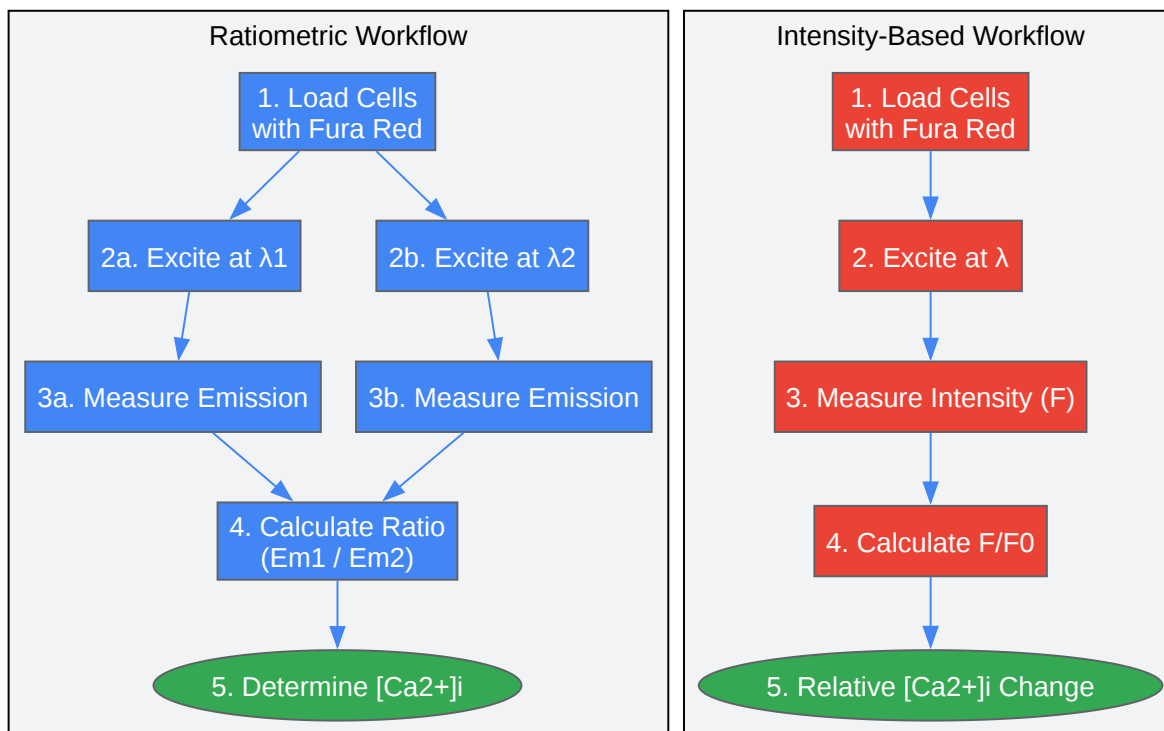 Ratiometric Workflow
1. Load Cells
with Fura Red
2a. Excite at λ1
2b. Excite at λ2
3a. Measure Emission
3b. Measure Emission
4. Calculate Ratio
(Em1 / Em2)
5. Determine [Ca2+]i
Intensity-Based Workflow
1. Load Cells
with Fura Red
2. Excite at λ
3. Measure Intensity (F)
4. Calculate F/F0
5. Relative [Ca2+]i Change